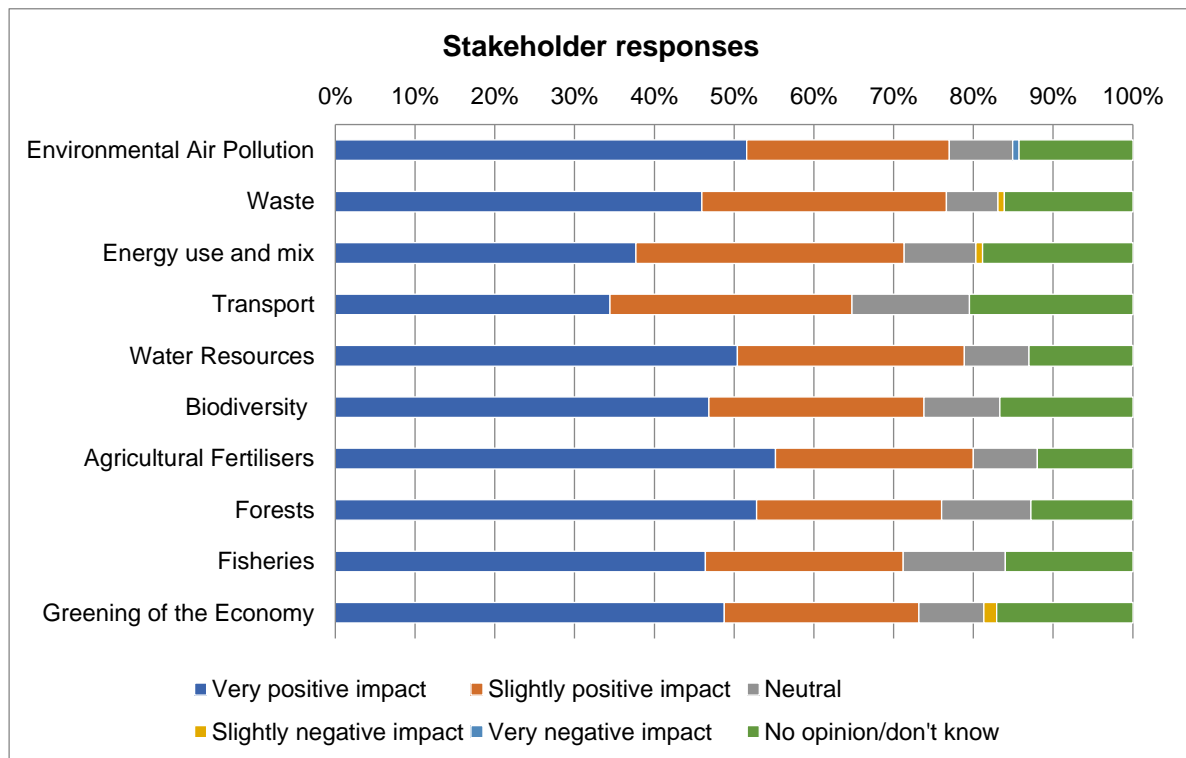 Stakeholder responses
0% 10% 20% 30% 40% 50% 60% 70% 80% 90% 100%
Environmental Air Pollution
Waste
Energy use and mix
Transport
Water Resources
Biodiversity
Agricultural Fertilisers
Forests
Fisheries
Greening of the Economy
Very positive impact Slightly positive impact Neutral
Slightly negative impact Very negative impact No opinion/don't know